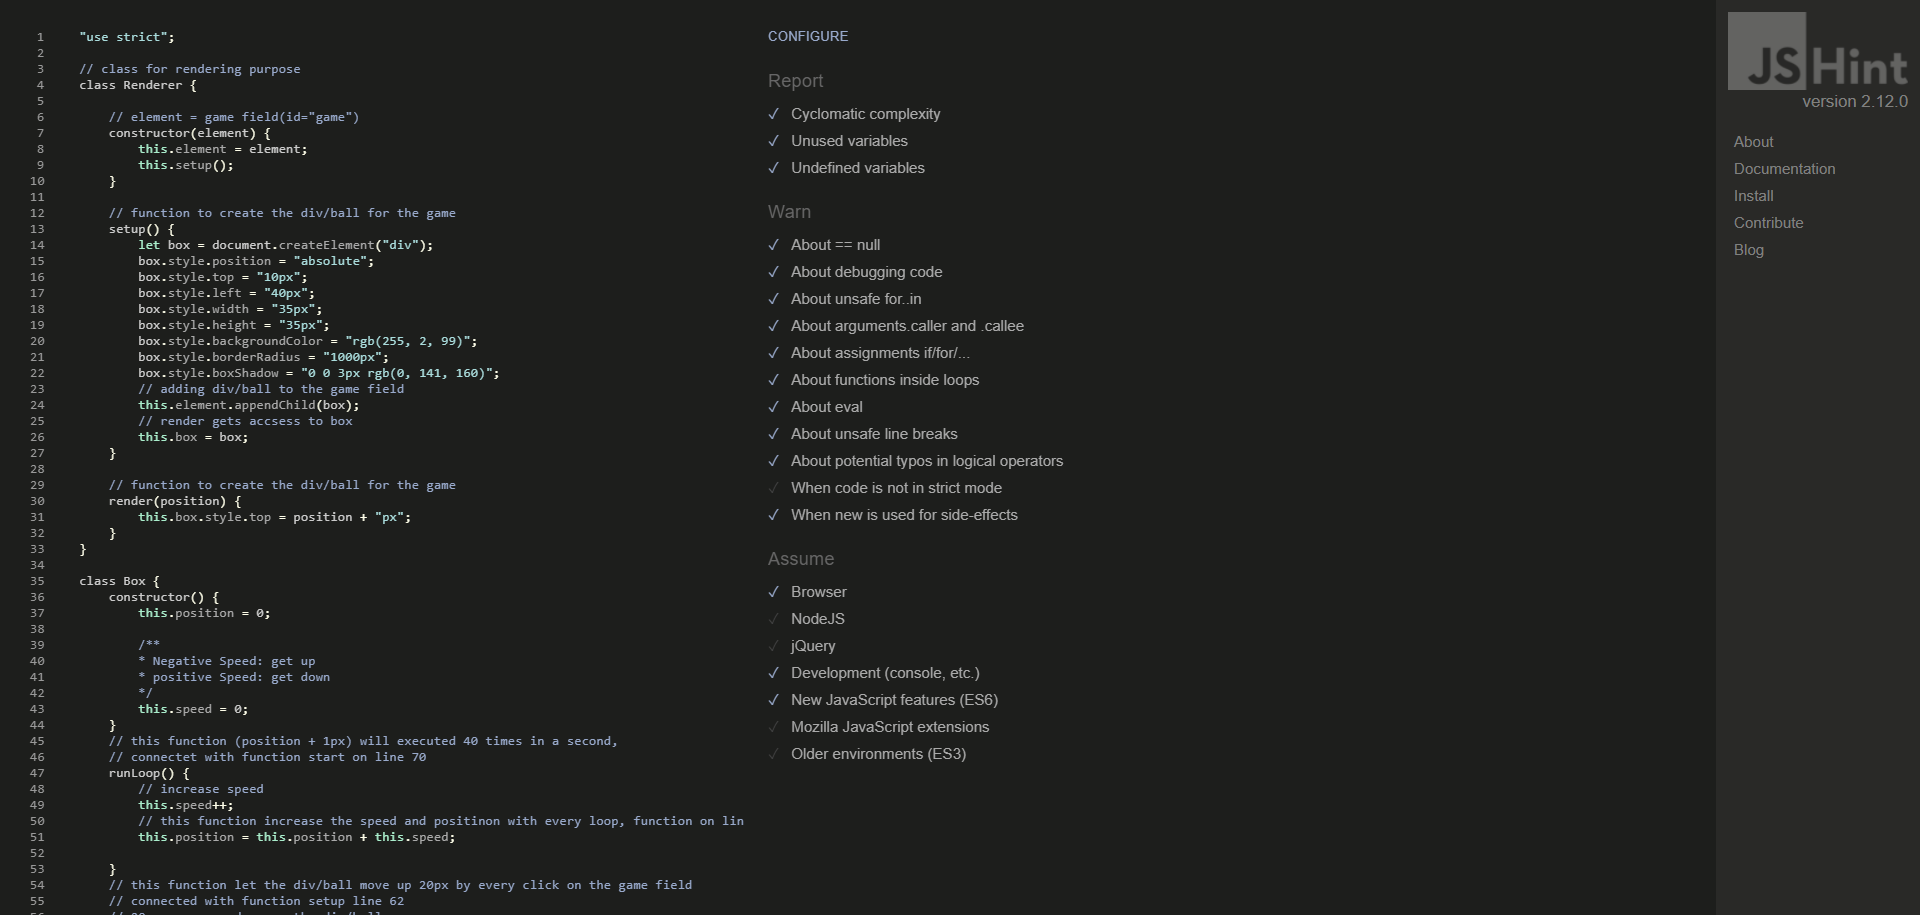 1 "use strict";
2
3 // class for rendering purpose
4 class Renderer {
5
6 // element = game field(id="game")
7 constructor(element) {
8 this.element = element;
9 this.setup();
10 }
11
12 // function to create the div/ball for the game
13 setup() {
14 let box = document.createElement("div");
15 box.style.position = "absolute";
16 box.style.top = "10px";
17 box.style.left = "40px";
18 box.style.width = "35px";
19 box.style.height = "35px";
20 box.style.backgroundColor = "rgb(255, 2, 99)";
21 box.style.borderRadius = "1000px";
22 box.style.boxShadow = "0 0 3px rgb(0, 141, 160)";
23 // adding div/ball to the game field
24 this.element.appendChild(box);
25 // render gets accsess to box
26 this.box = box;
27 }
28
29 // function to create the div/ball for the game
30 render(position) {
31 this.box.style.top = position + "px";
32 }
33 }
34
35 class Box {
36 constructor() {
37 this.position = 0;
38
39 /**
40 * Negative Speed: get up
41 * positive Speed: get down
42 */
43 this.speed = 0;
44 }
45 // this function (position + 1px) will executed 40 times in a second,
46 // connectet with function start on line 70
47 runLoop() {
48 // increase speed
49 this.speed++;
50 // this function increase the speed and positinon with every loop, function on lin
51 this.position = this.position + this.speed;
52
53 }
54 // this function let the div/ball move up 20px by every click on the game field
55 // connected with function setup line 62
CONFIGURE
Report
✓ Cyclomatic complexity
✓ Unused variables
✓ Undefined variables
Warn
✓ About == null
✓ About debugging code
✓ About unsafe for..in
✓ About arguments.caller and .callee
✓ About assignments if/for/...
✓ About functions inside loops
✓ About eval
✓ About unsafe line breaks
✓ About potential typos in logical operators
✓ When code is not in strict mode
✓ When new is used for side-effects
Assume
✓ Browser
✓ NodeJS
✓ jQuery
✓ Development (console, etc.)
✓ New JavaScript features (ES6)
✓ Mozilla JavaScript extensions
✓ Older environments (ES3)
JSHint
version 2.12.0
About
Documentation
Install
Contribute
Blog